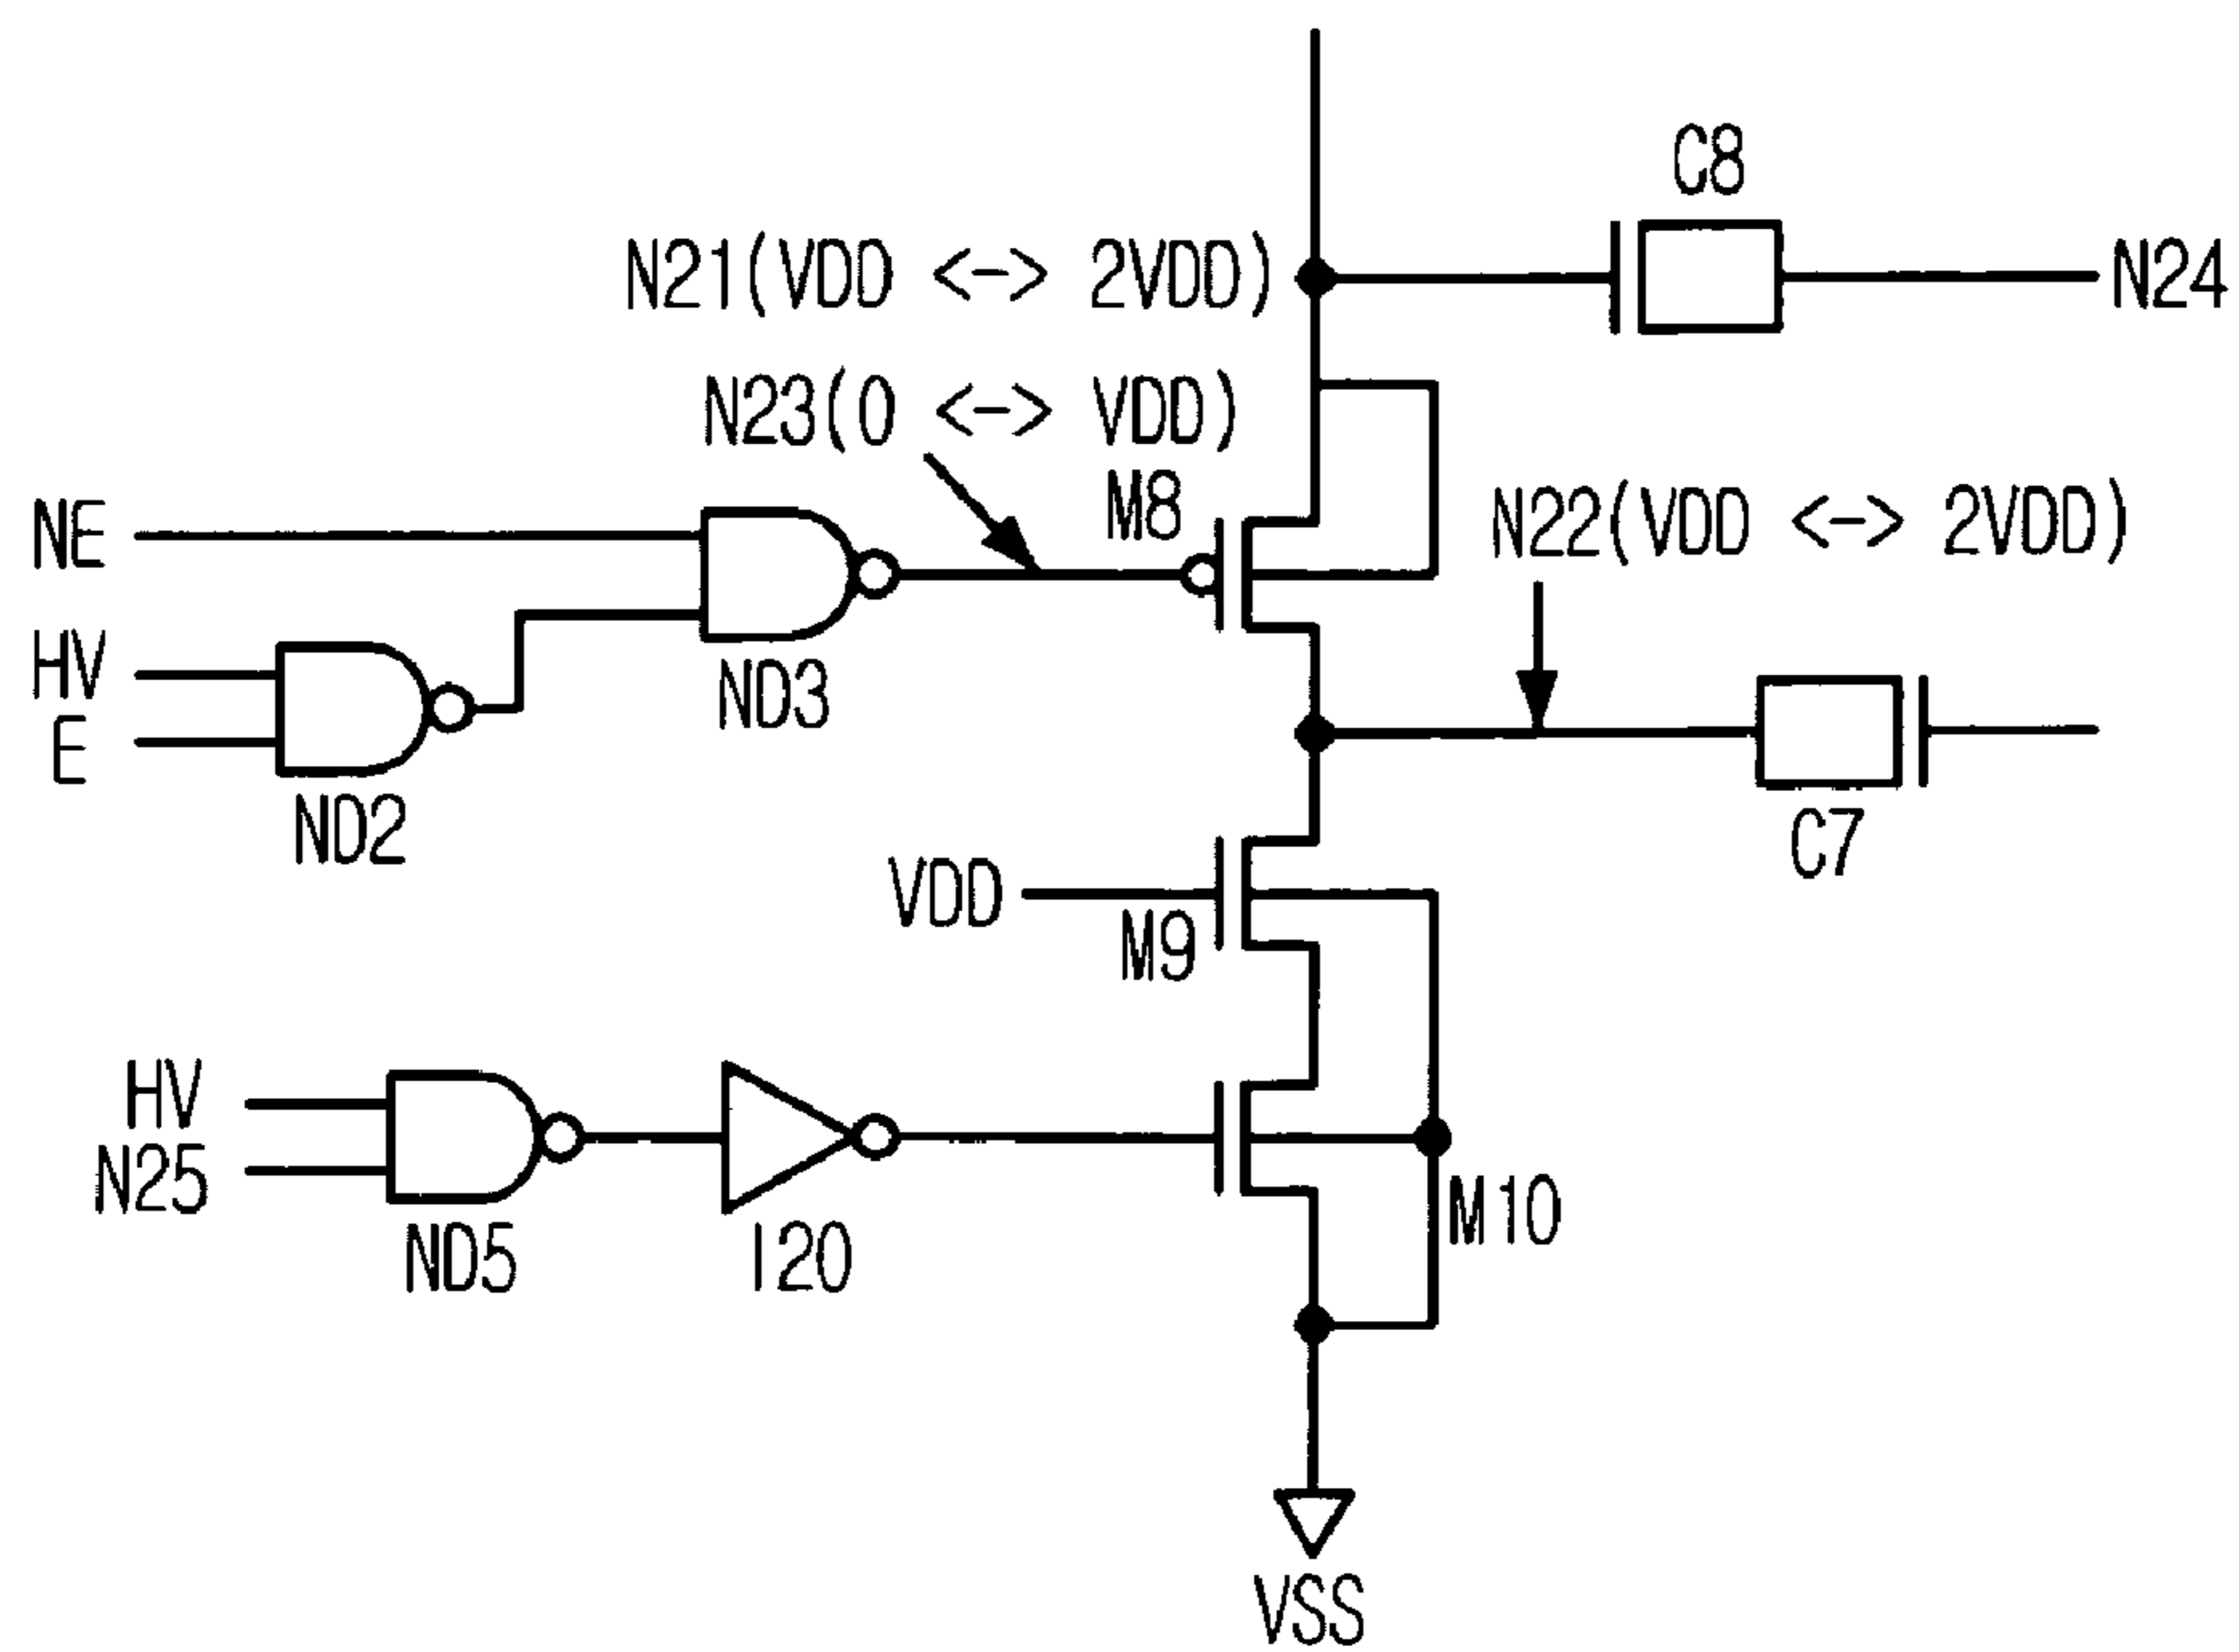 C8
N21(VDD <-> 2VDD)
N24
N23(0 <-> VDD)
M8
NE
N22(VDD <-> 2VDD)
HV
ND3
E
ND2
C7
VDD
M9
HV
N25
M10
ND5
I20
VSS